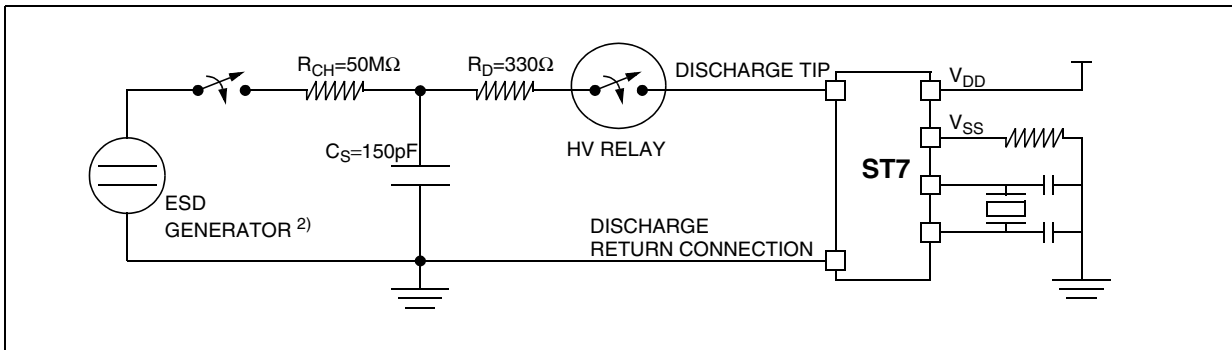 R_CH=50MΩ
R_D=330Ω
DISCHARGE TIP
HV RELAY
C_S=150pF
ESD
GENERATOR 2)
DISCHARGE
RETURN CONNECTION
ST7
V_DD
V_SS